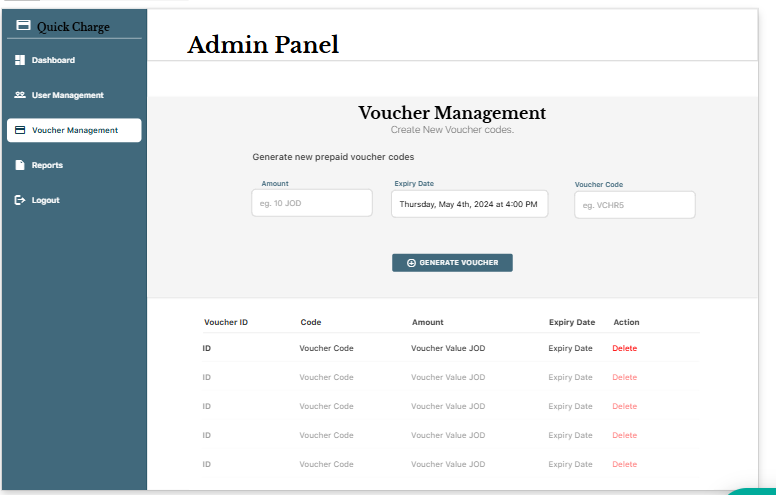 Quick Charge
Dashboard
User Management
Voucher Management
Reports
Logout
Admin Panel
Voucher Management
Create New Voucher codes.
Generate new prepaid voucher codes
Amount Expiry Date Voucher Code
eg. 10 JOD Thursday, May 4th, 2024 at 4:00 PM eg. VCHR5
GENERATE VOUCHER
Voucher ID Code Amount Expiry Date Action
ID Voucher Code Voucher Value JOD Expiry Date Delete
ID Voucher Code Voucher Value JOD Expiry Date Delete
ID Voucher Code Voucher Value JOD Expiry Date Delete
ID Voucher Code Voucher Value JOD Expiry Date Delete
ID Voucher Code Voucher Value JOD Expiry Date Delete